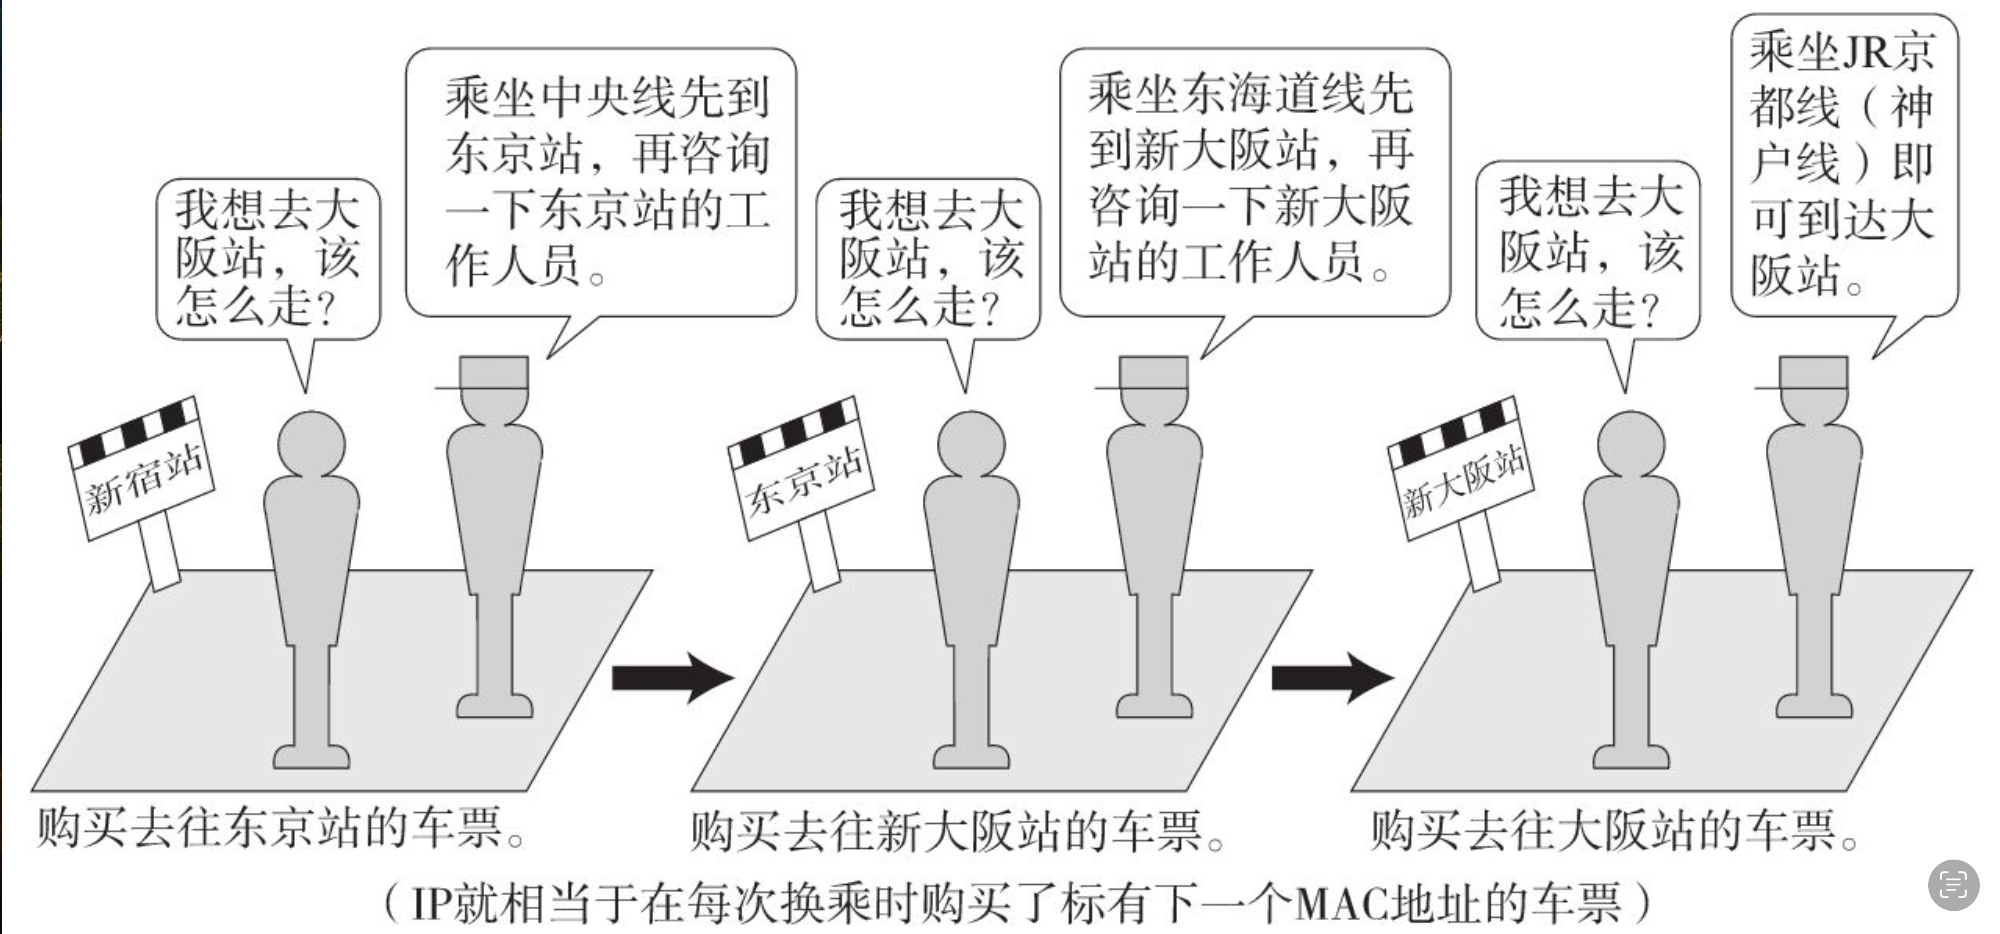 我想去大
阪站，该
怎么走？
乘坐中央线先到
东京站，再咨询
一下东京站的工
作人员。
新宿站
购买去往东京站的车票。
我想去大
阪站，该
怎么走？
乘坐东海道线先
到新大阪站，再
咨询一下新大阪
站的工作人员。
东京站
购买去往新大阪站的车票。
我想去大
阪站，该
怎么走？
乘坐JR京
都线（神
户线）即
可到达大
阪站。
新大阪站
购买去往大阪站的车票。
（IP就相当于在每次换乘时购买了标有下一个MAC地址的车票）